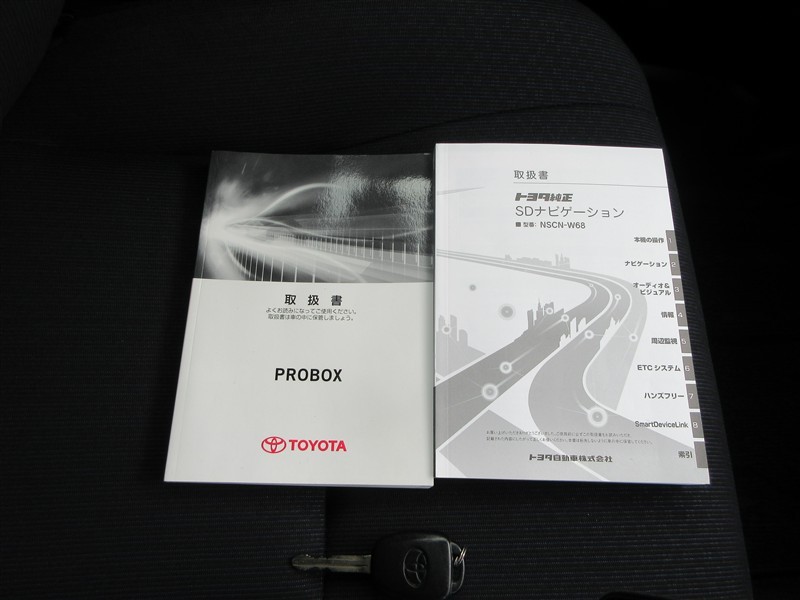 取扱書
よくお読みになってご使用ください。
取扱書は車の中に保管しましょう。
PROBOX
TOYOTA
取扱書
トヨタ純正
SDナビゲーション
■ 型番：NSCN-W68
本機の操作 1
ナビゲーション 2
オーディオ&
ビジュアル 3
情報 4
周辺監視 5
ETC システム 6
ハンズフリー 7
SmartDeviceLink 8
索引
トヨタ自動車株式会社